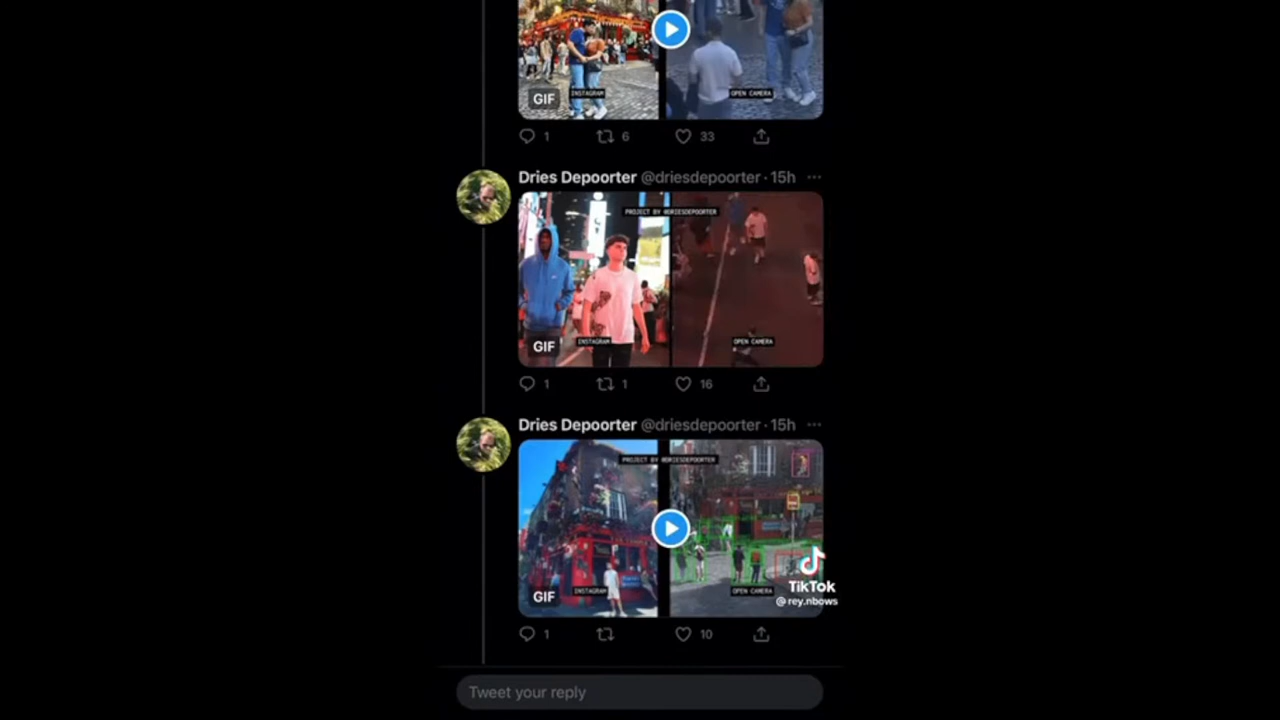 GIF
INSTAGRAM
OPEN CAMERA
1 6 33
Dries Depoorter @driesdepoorter · 15h
PROJECT BY @DRIESDEPOORTER
GIF
INSTAGRAM
OPEN CAMERA
1 1 16
Dries Depoorter @driesdepoorter · 15h
PROJECT BY @DRIESDEPOORTER
GIF
INSTAGRAM
OPEN CAMERA
TikTok
@rey.nbows
1 10
Tweet your reply